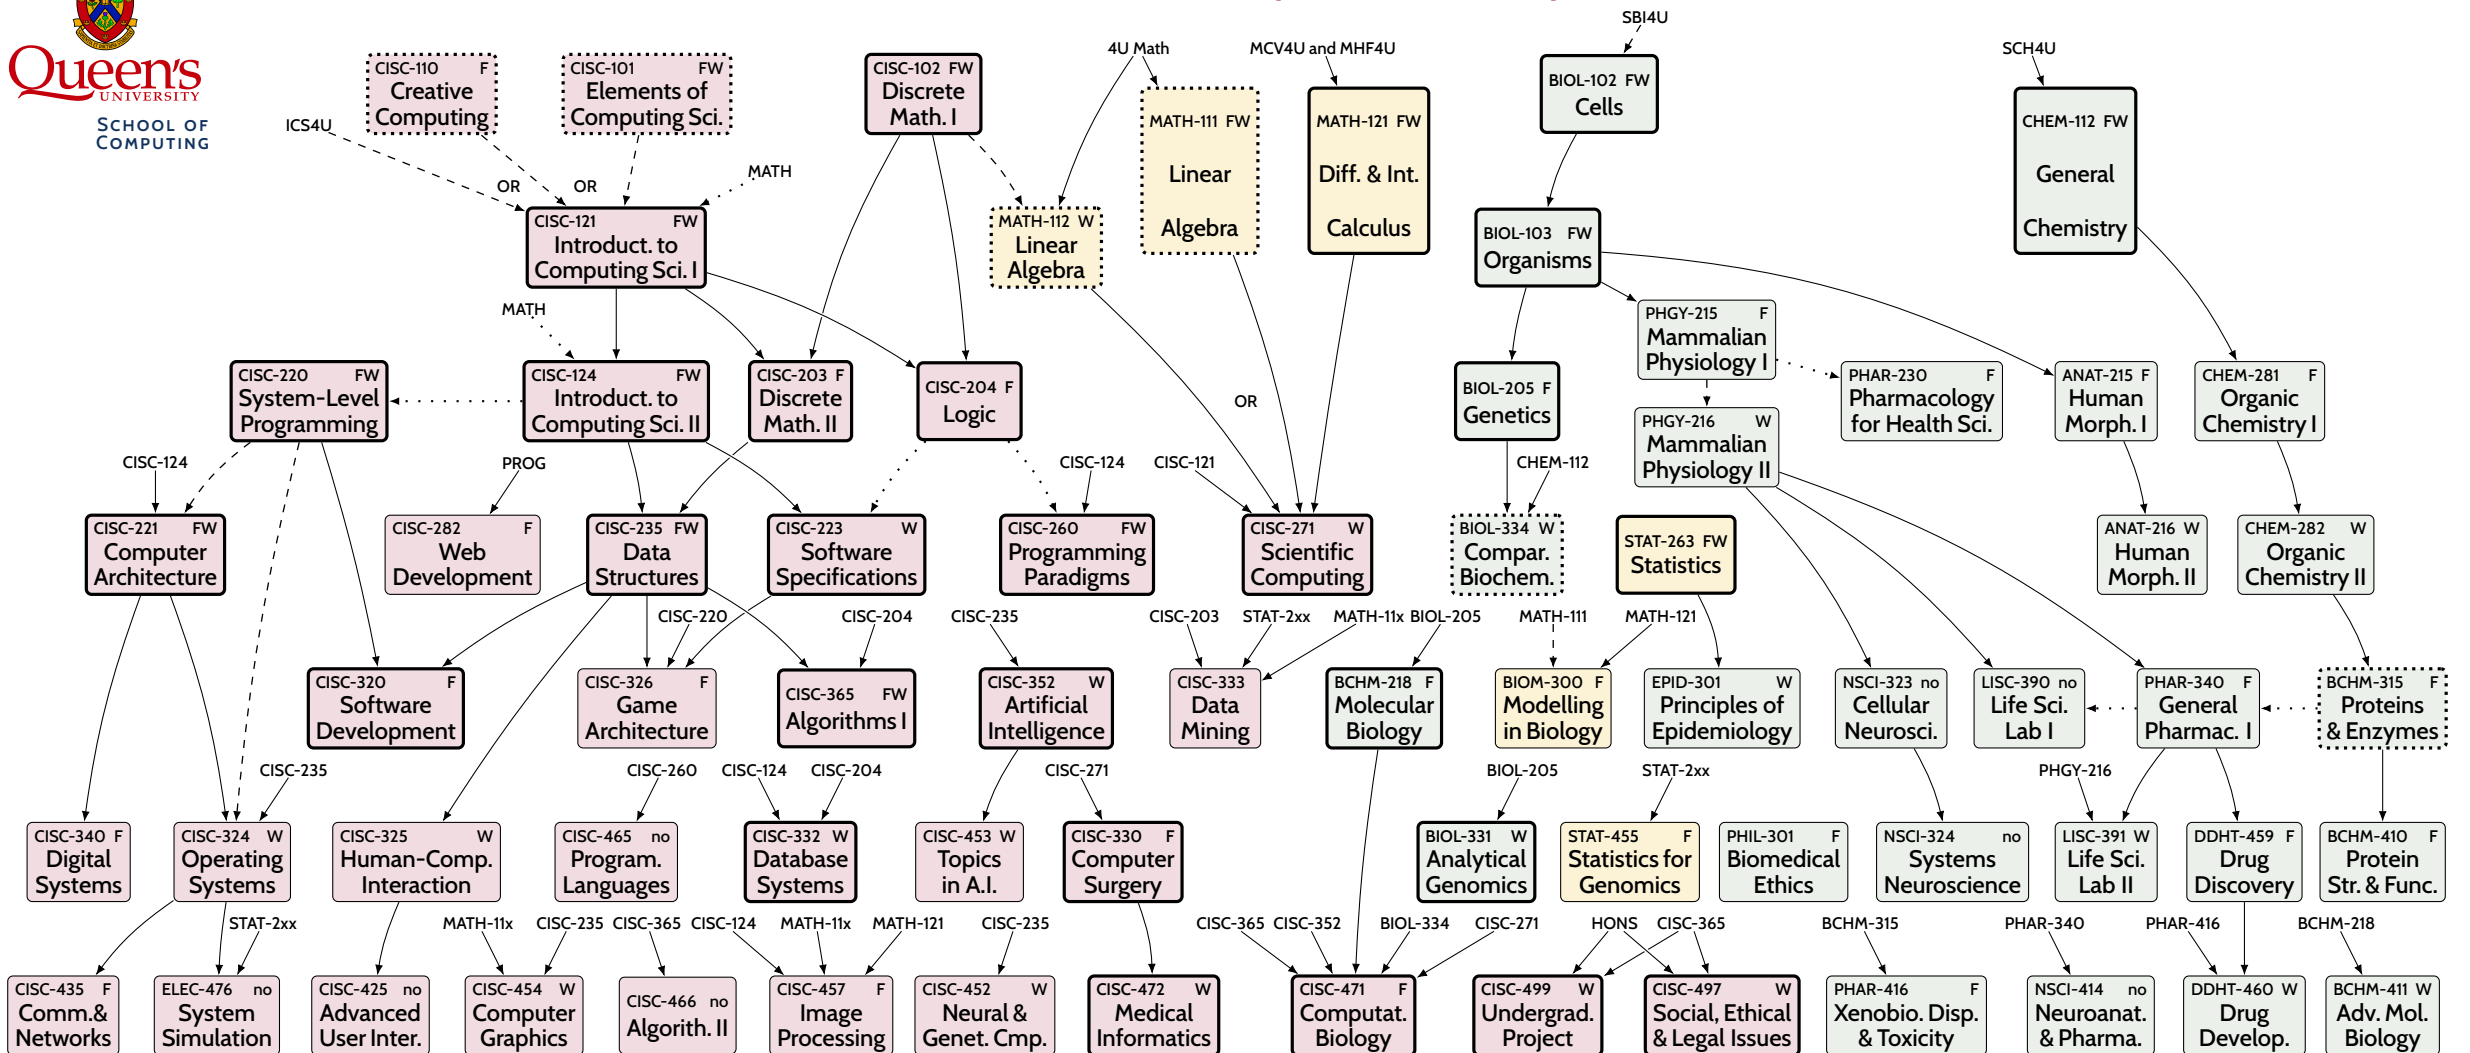 Queen's
UNIVERSITY
SCHOOL OF
COMPUTING
SBI4U
4U Math
MCV4U and MHF4U
SCH4U
CISC-110 F
Creative
Computing
CISC-101 FW
Elements of
Computing Sci.
CISC-102 FW
Discrete
Math. I
MATH-111 FW
Linear
Algebra
MATH-121 FW
Diff. & Int.
Calculus
BIOL-102 FW
Cells
CHEM-112 FW
General
Chemistry
ICS4U
OR
OR
MATH
CISC-121 FW
Introduct. to
Computing Sci. I
MATH-112 W
Linear
Algebra
BIOL-103 FW
Organisms
MATH
PHGY-215 F
Mammalian
Physiology I
CISC-220 FW
System-Level
Programming
CISC-124 FW
Introduct. to
Computing Sci. II
CISC-203 F
Discrete
Math. II
CISC-204 F
Logic
OR
BIOL-205 F
Genetics
PHAR-230 F
Pharmacology
for Health Sci.
ANAT-215 F
Human
Morph. I
CHEM-281 F
Organic
Chemistry I
PHGY-216 W
Mammalian
Physiology II
CISC-124
PROG
CISC-124
CISC-121
CHEM-112
CISC-221 FW
Computer
Architecture
CISC-282 F
Web
Development
CISC-235 FW
Data
Structures
CISC-223 W
Software
Specifications
CISC-260 FW
Programming
Paradigms
CISC-271 W
Scientific
Computing
BIOL-334 W
Compar.
Biochem.
STAT-263 FW
Statistics
ANAT-216 W
Human
Morph. II
CHEM-282 W
Organic
Chemistry II
CISC-220
CISC-204
CISC-235
CISC-203
STAT-2xx
MATH-11x
BIOL-205
MATH-111
MATH-121
CISC-320 F
Software
Development
CISC-326 F
Game
Architecture
CISC-365 FW
Algorithms I
CISC-352 W
Artificial
Intelligence
CISC-333
Data
Mining
BCHM-218 F
Molecular
Biology
BIOM-300 F
Modelling
in Biology
EPID-301 W
Principles of
Epidemiology
NSCI-323 no
Cellular
Neurosci.
LISC-390 no
Life Sci.
Lab I
PHAR-340 F
General
Pharmac. I
BCHM-315 F
Proteins
& Enzymes
CISC-235
CISC-260
CISC-124
CISC-204
CISC-271
BIOL-205
STAT-2xx
PHGY-216
CISC-340 F
Digital
Systems
CISC-324 W
Operating
Systems
CISC-325 W
Human-Comp.
Interaction
CISC-465 no
Program.
Languages
CISC-332 W
Database
Systems
CISC-453 W
Topics
in A.I.
CISC-330 F
Computer
Surgery
BIOL-331 W
Analytical
Genomics
STAT-455 F
Statistics for
Genomics
PHIL-301 F
Biomedical
Ethics
NSCI-324 no
Systems
Neuroscience
LISC-391 W
Life Sci.
Lab II
DDHT-459 F
Drug
Discovery
BCHM-410 F
Protein
Str. & Func.
STAT-2xx
MATH-11x
CISC-235
CISC-365
CISC-124
MATH-11x
MATH-121
CISC-235
CISC-365
CISC-352
BIOL-334
CISC-271
HONS
CISC-365
BCHM-315
PHAR-340
PHAR-416
BCHM-218
CISC-435 F
Comm.&
Networks
ELEC-476 no
System
Simulation
CISC-425 no
Advanced
User Inter.
CISC-454 W
Computer
Graphics
CISC-466 no
Algorith. II
CISC-457 F
Image
Processing
CISC-452 W
Neural &
Genet. Cmp.
CISC-472 W
Medical
Informatics
CISC-471 F
Computat.
Biology
CISC-499 W
Undergrad.
Project
CISC-497 W
Social, Ethical
& Legal Issues
PHAR-416 F
Xenobio. Disp.
& Toxicity
NSCI-414 no
Neuroanat.
& Pharma.
DDHT-460 W
Drug
Develop.
BCHM-411 W
Adv. Mol.
Biology